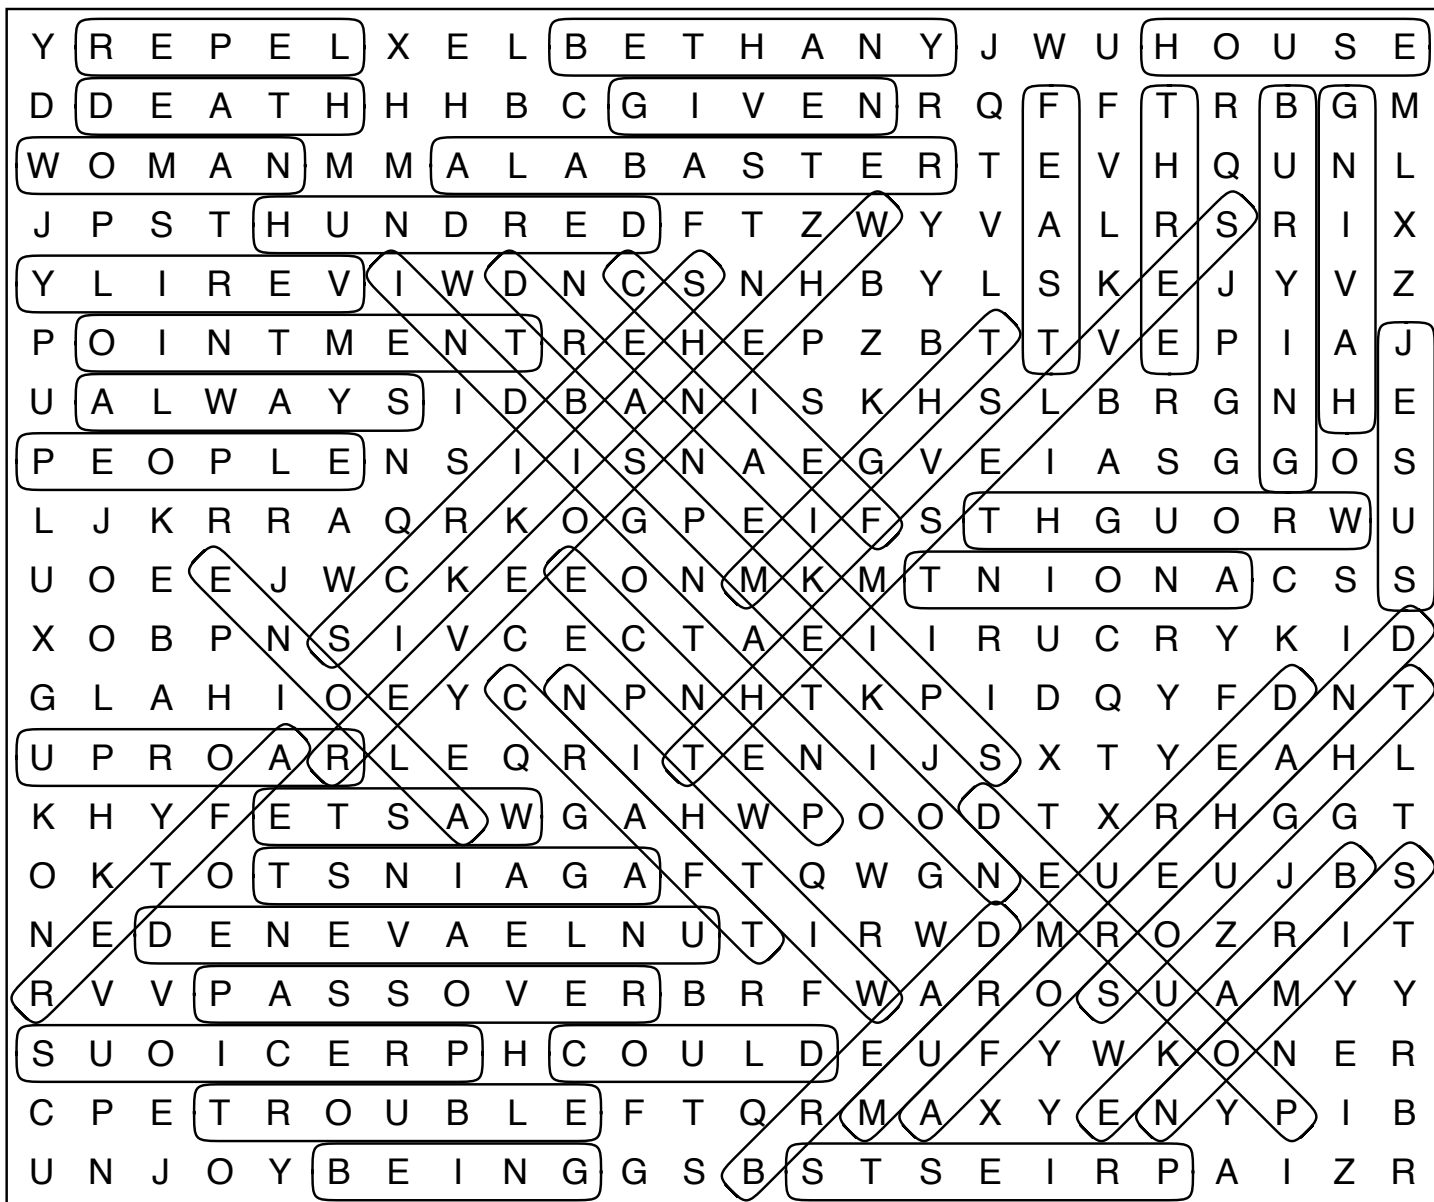 Y R E P E L X E L B E T H A N Y J W U H O U S E
D D E A T H H H B C G I V E N R Q F F T R B G M
W O M A N M M A L A B A S T E R T E V H Q U N L
J P S T H U N D R E D F T Z W Y V A L R S R I X
Y L I R E V I W D N C S N H B Y L S K E J Y V Z
P O I N T M E N T R E H E P Z B T T V E P I A J
U A L W A Y S I D B A N I S K H S L B R G N H E
P E O P L E N S I I S N A E G V E I A S G G O S
L J K R R A Q R K O G P E I F S T H G U O R W U
U O E E J W C K E E O N M K M T N I O N A C S S
X O B P N S I V C E C T A E I I R U C R Y K I D
G L A H I O E Y C N P N H T K P I D Q Y F D N T
U P R O A R L E Q R I T E N I J S X T Y E A H L
K H Y F E T S A W G A H W P O O D T X R H G G T
O K T O T S N I A G A F T Q W G N E U E U J B S
N E D E N E V A E L N U T I R W D M R O Z R I T
R V V P A S S O V E R B R F W A R O S U A M Y Y
S U O I C E R P H C O U L D E U F Y W K O N E R
C P E T R O U B L E F T Q R M A X Y E N Y P I B
U N J O Y B E I N G G S B S T S E I R P A I Z R